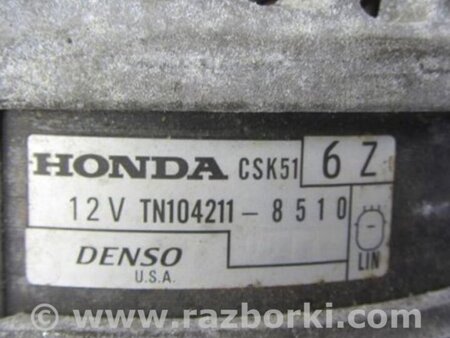 HONDA CSK51 6 Z
12V TN104211-8510
DENSO
U.S.A.
LIN
www.razborki.com